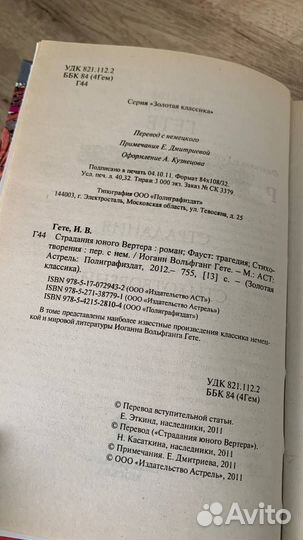 УДК 821.112.2
ББК 84 (4Гем)
Г44
Серия «Золотая классика»
Перевод с немецкого
Примечания Е. Дмитриевой
Оформление А. Кузнецова
Подписано в печать 04.10.11. Формат 84х108/32.
Усл. печ. л. 40,32. Тираж 3 000 экз. Заказ № СК 3379
Типография ООО «Полиграфиздат»
144003, г. Электросталь, Московская область, ул. Тевосяна, д. 25
Гете, И. В.
Г44 Страдания юного Вертера : роман; Фауст: трагедия; Стихо-
творения : пер. с нем. / Иоганн Вольфганг Гете. – М.: АСТ:
Астрель: Полиграфиздат, 2012.– 755, [13] с. – (Золотая
классика).
ISBN 978-5-17-072943-2 (ООО «Издательство АСТ»)
ISBN 978-5-271-38779-1 (ООО «Издательство Астрель»)
ISBN 978-5-4215-2810-4 (ООО «Полиграфиздат»)
В томе представлены наиболее известные произведения классика немец-
кой и мировой литературы Иоганна Вольфганга Гете.
УДК 821.112.2
ББК 84 (4Гем)
© Перевод вступительной статьи.
Е. Эткинд, наследники, 2011
© Перевод («Страдания юного Вертера»).
Н. Касаткина, наследники, 2011
© Примечания. Е. Дмитриева, 2011
© ООО «Издательство Астрель», 2011
Avito